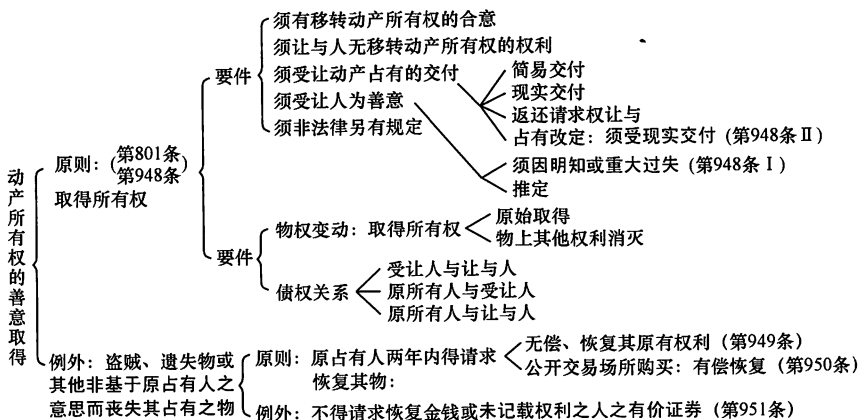 动产所有权的善意取得
原则：(第801条
第948条)
取得所有权
要件
须有移转动产所有权的合意
须让与人无移转动产所有权的权利
须受让动产占有的交付
须受让人为善意
须非法律另有规定
简易交付
现实交付
返还请求权让与
占有改定：须受现实交付（第948条Ⅱ）
须因明知或重大过失（第948条Ⅰ）
推定
要件
物权变动：取得所有权
原始取得
物上其他权利消灭
债权关系
受让人与让与人
原所有人与受让人
原所有人与让与人
例外：盗贼、遗失物或
其他非基于原占有人之
意思而丧失其占有之物
原则：原占有人两年内得请求
恢复其物：
无偿、恢复其原有权利（第949条）
公开交易场所购买：有偿恢复（第950条）
例外：不得请求恢复金钱或未记载权利之人之有价证券（第951条）